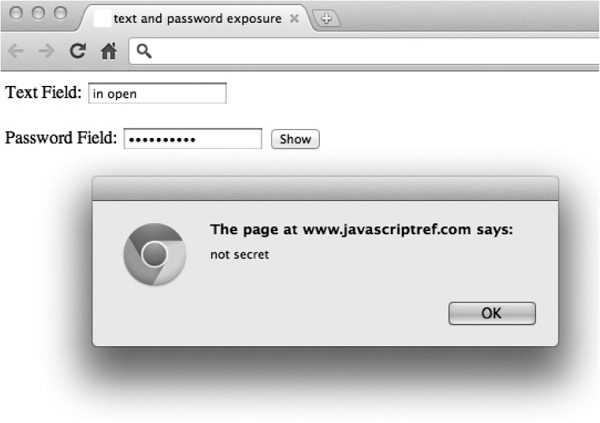 text and password exposure
Text Field: in open
Password Field: •••••••••• Show
The page at www.javascriptref.com says:
not secret
OK